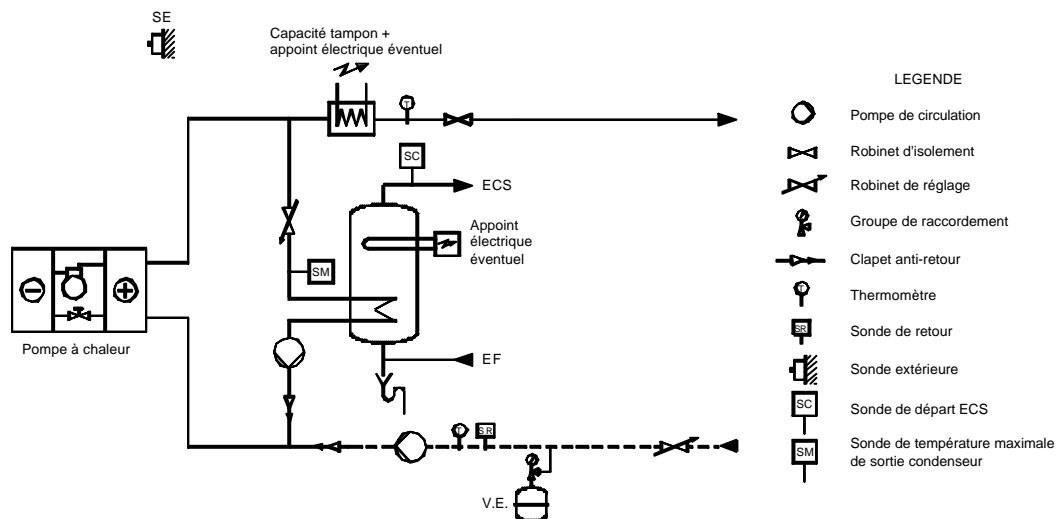 SE
Capacité tampon +
appoint électrique éventuel
T
SC
ECS
Appoint
électrique
éventuel
SM
Pompe à chaleur
EF
T
SR
V.E.
LEGENDE
Pompe de circulation
Robinet d'isolement
Robinet de réglage
Groupe de raccordement
Clapet anti-retour
T
Thermomètre
SR
Sonde de retour
Sonde extérieure
SC
Sonde de départ ECS
SM
Sonde de température maximale
de sortie condenseur